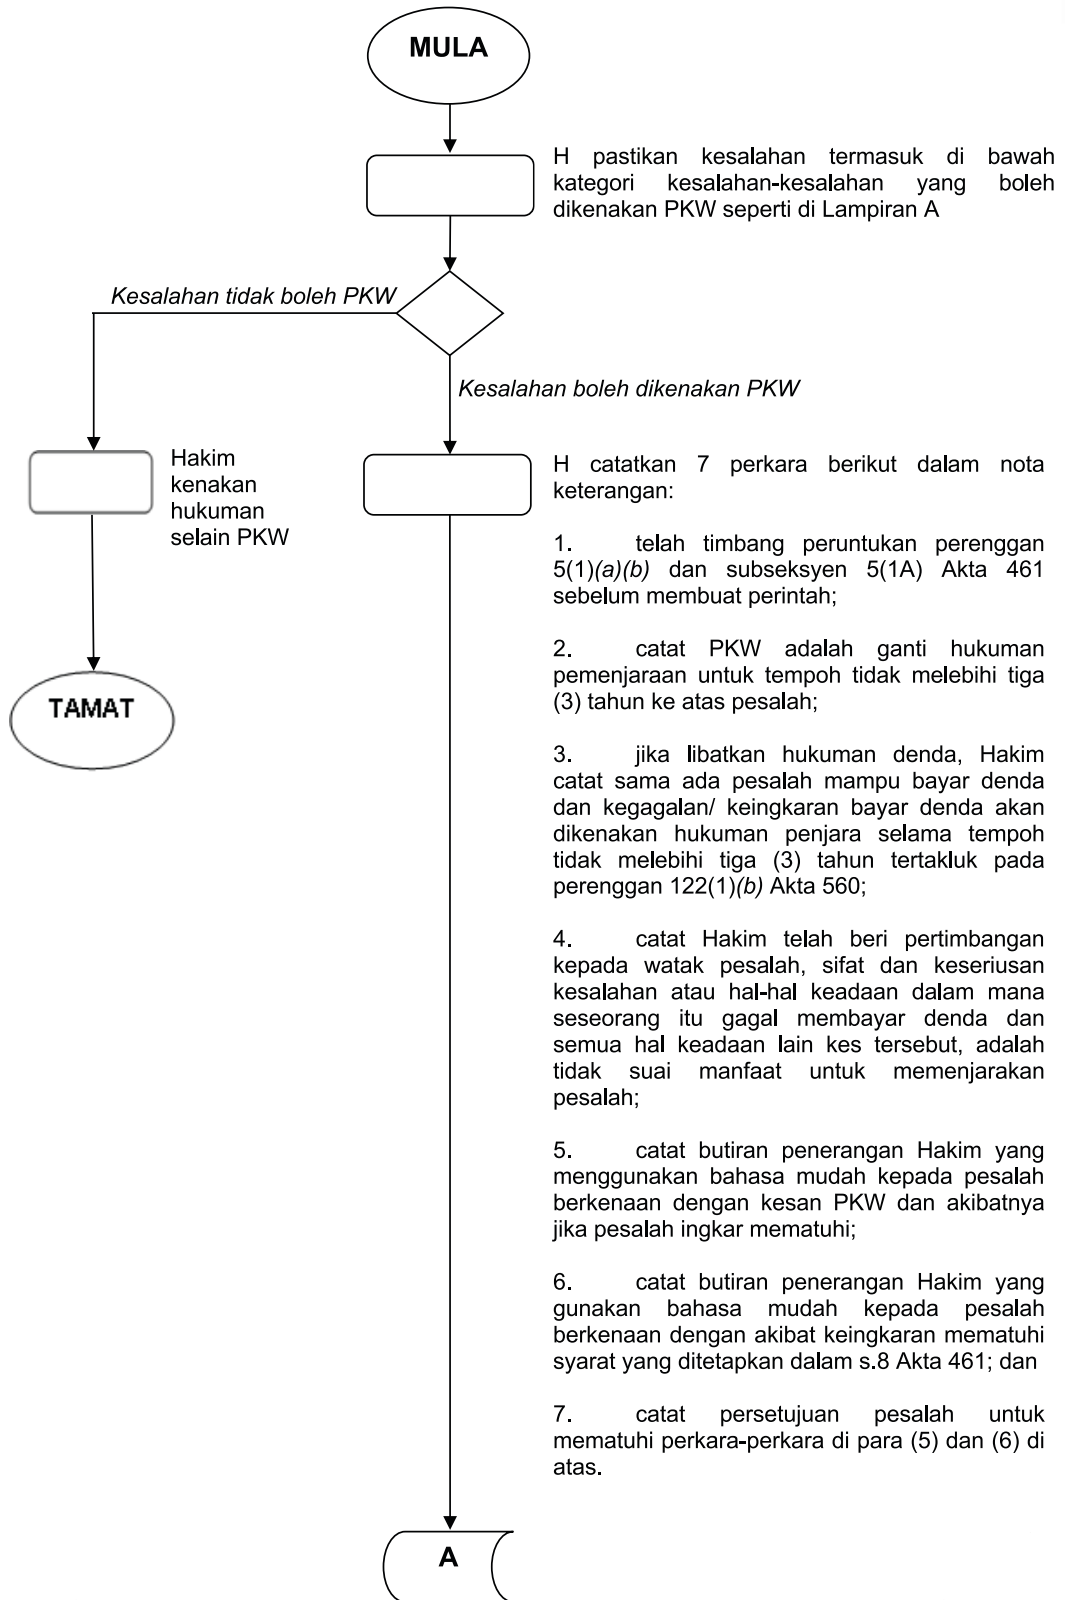 MULA
H pastikan kesalahan termasuk di bawah
kategori kesalahan-kesalahan yang boleh
dikenakan PKW seperti di Lampiran A
Kesalahan tidak boleh PKW
Kesalahan boleh dikenakan PKW
Hakim
kenakan
hukuman
selain PKW
TAMAT
H catatkan 7 perkara berikut dalam nota
keterangan:
1. telah timbang peruntukan perenggan
5(1)(a)(b) dan subseksyen 5(1A) Akta 461
sebelum membuat perintah;
2. catat PKW adalah ganti hukuman
pemenjaraan untuk tempoh tidak melebihi tiga
(3) tahun ke atas pesalah;
3. jika libatkan hukuman denda, Hakim
catat sama ada pesalah mampu bayar denda
dan kegagalan/ keingkaran bayar denda akan
dikenakan hukuman penjara selama tempoh
tidak melebihi tiga (3) tahun tertakluk pada
perenggan 122(1)(b) Akta 560;
4. catat Hakim telah beri pertimbangan
kepada watak pesalah, sifat dan keseriusan
kesalahan atau hal-hal keadaan dalam mana
seseorang itu gagal membayar denda dan
semua hal keadaan lain kes tersebut, adalah
tidak suai manfaat untuk memenjarakan
pesalah;
5. catat butiran penerangan Hakim yang
menggunakan bahasa mudah kepada pesalah
berkenaan dengan kesan PKW dan akibatnya
jika pesalah ingkar mematuhi;
6. catat butiran penerangan Hakim yang
gunakan bahasa mudah kepada pesalah
berkenaan dengan akibat keingkaran mematuhi
syarat yang ditetapkan dalam s.8 Akta 461; dan
7. catat persetujuan pesalah untuk
mematuhi perkara-perkara di para (5) dan (6) di
atas.
A